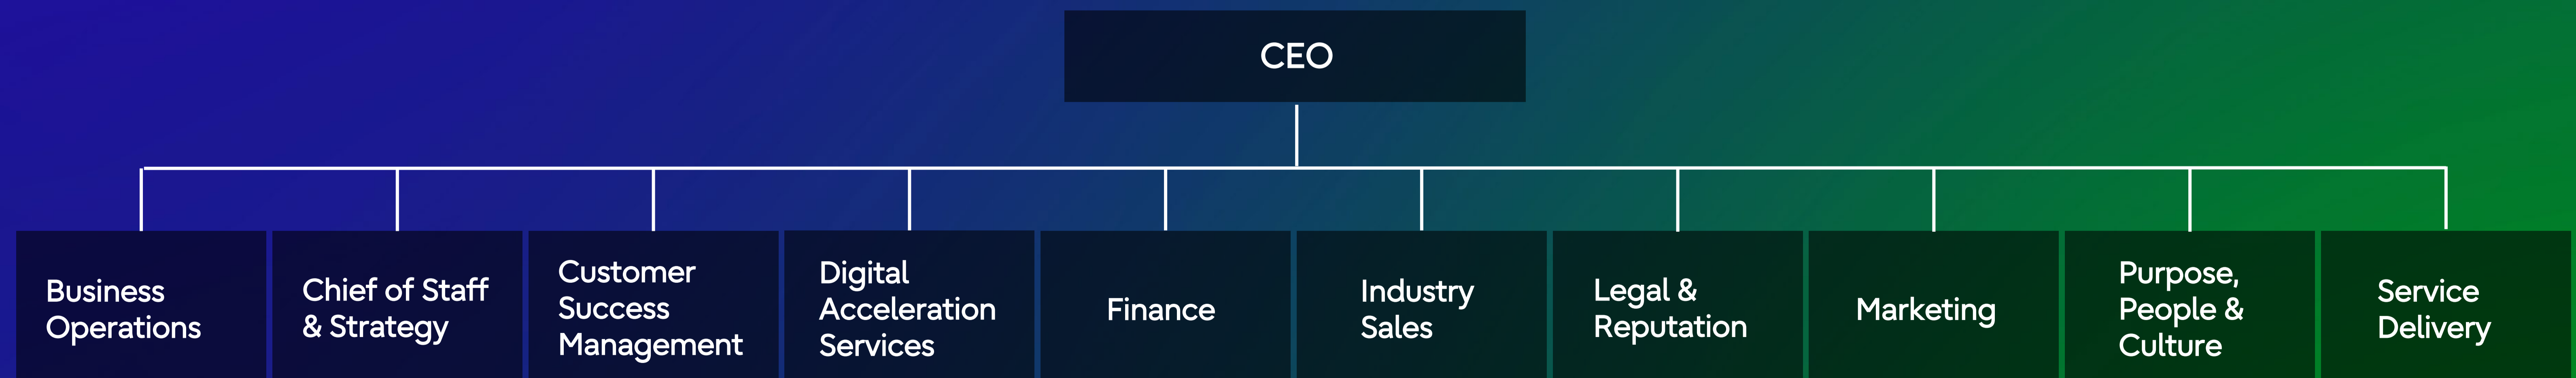 CEO
Business
Operations
Chief of Staff
& Strategy
Customer
Success
Management
Digital
Acceleration
Services
Finance
Industry
Sales
Legal &
Reputation
Marketing
Purpose,
People &
Culture
Service
Delivery